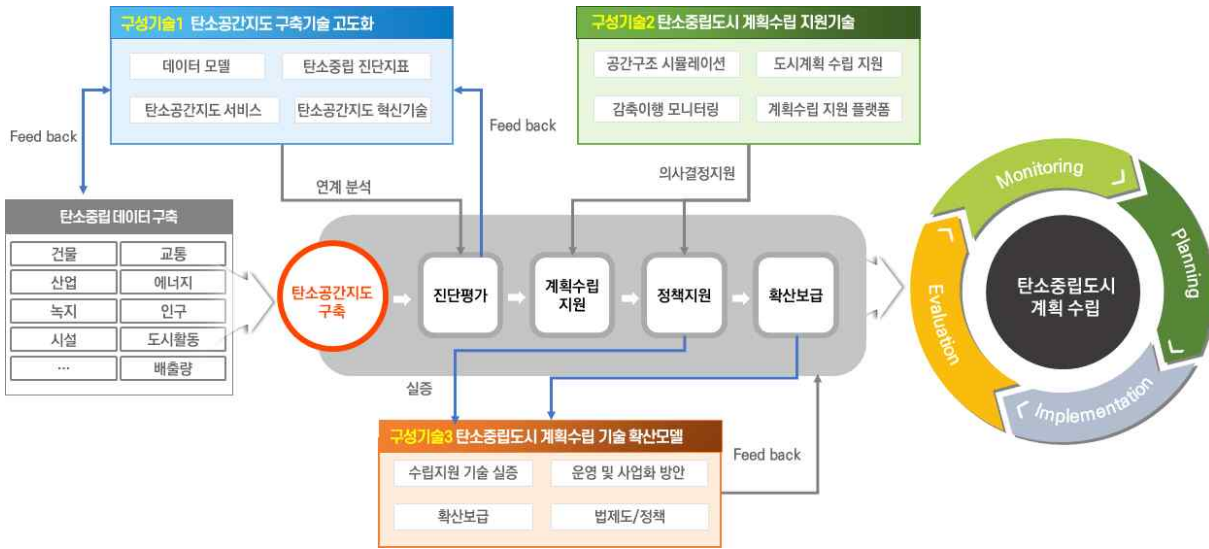 구성기술1 탄소공간지도 구축기술 고도화
데이터 모델
탄소중립 진단지표
탄소공간지도 서비스
탄소공간지도 혁신기술
구성기술2 탄소중립도시 계획수립 지원기술
공간구조 시뮬레이션
도시계획 수립 지원
감축이행 모니터링
계획수립 지원 플랫폼
Feed back
Feed back
연계 분석
의사결정지원
탄소중립 데이터 구축
건물
교통
산업
에너지
녹지
인구
시설
도시활동
...
배출량
탄소공간지도
구축
진단평가
계획수립
지원
정책지원
확산보급
실증
Feed back
구성기술3 탄소중립도시 계획수립 기술 확산모델
수립지원 기술 실증
운영 및 사업화 방안
확산보급
법제도/정책
Monitoring
Planning
Implementation
Evaluation
탄소중립도시
계획 수립